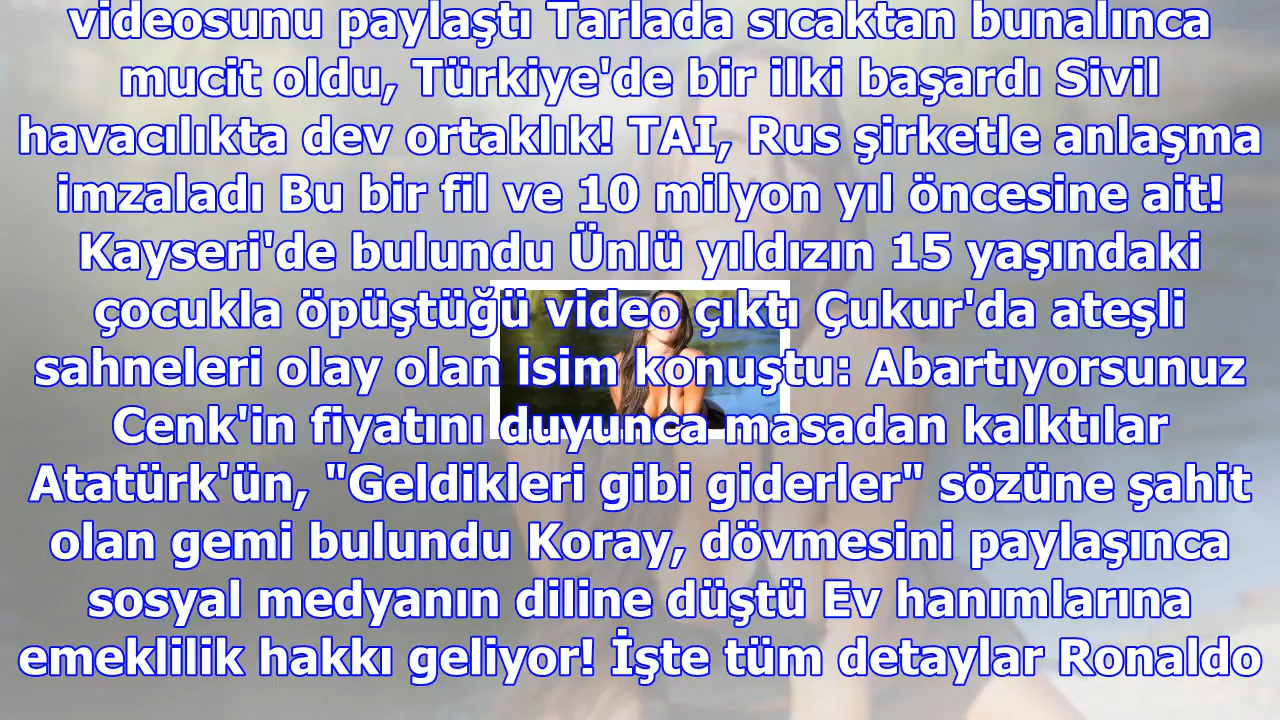 videosunu paylaştı Tarlada sıcaktan bunalınca
mucit oldu, Türkiye'de bir ilki başardı Sivil
havacılıkta dev ortaklık! TAI, Rus şirketle anlaşma
imzaladı Bu bir fil ve 10 milyon yıl öncesine ait!
Kayseri'de bulundu Ünlü yıldızın 15 yaşındaki
çocukla öpüştüğü video çıktı Çukur'da ateşli
sahneleri olay olan isim konuştu: Abartıyorsunuz
Cenk'in fiyatını duyunca masadan kalktılar
Atatürk'ün, "Geldikleri gibi giderler" sözüne şahit
olan gemi bulundu Koray, dövmesini paylaşınca
sosyal medyanın diline düştü Ev hanımlarına
emeklilik hakkı geliyor! İşte tüm detaylar Ronaldo